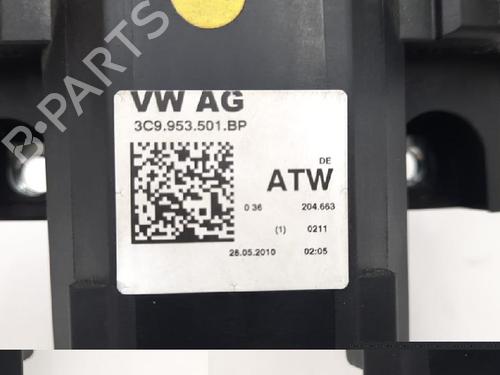 VW AG
3C9.953.501.BP
DE
ATW
0 36 204.663
(1) 0211
28.05.2010 02:05
B-PARTS